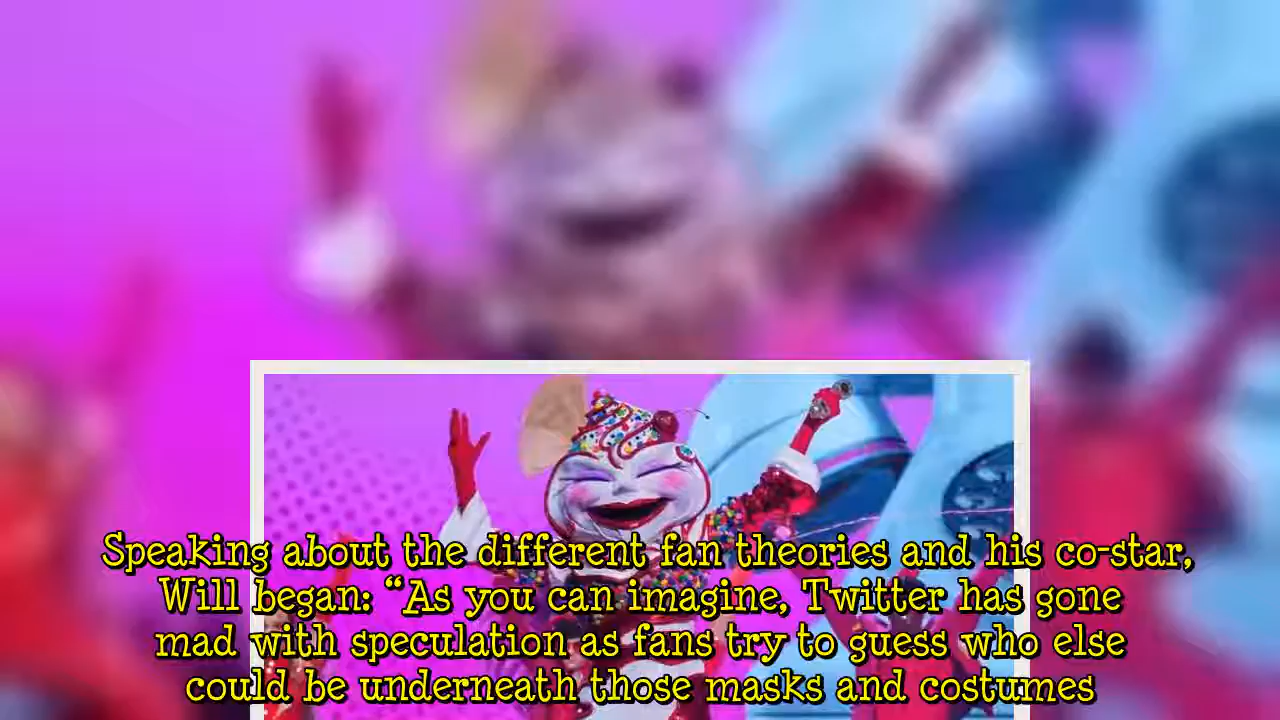 Speaking about the different fan theories and his co-star,
Will began: “As you can imagine, Twitter has gone
mad with speculation as fans try to guess who else
could be underneath those masks and costumes